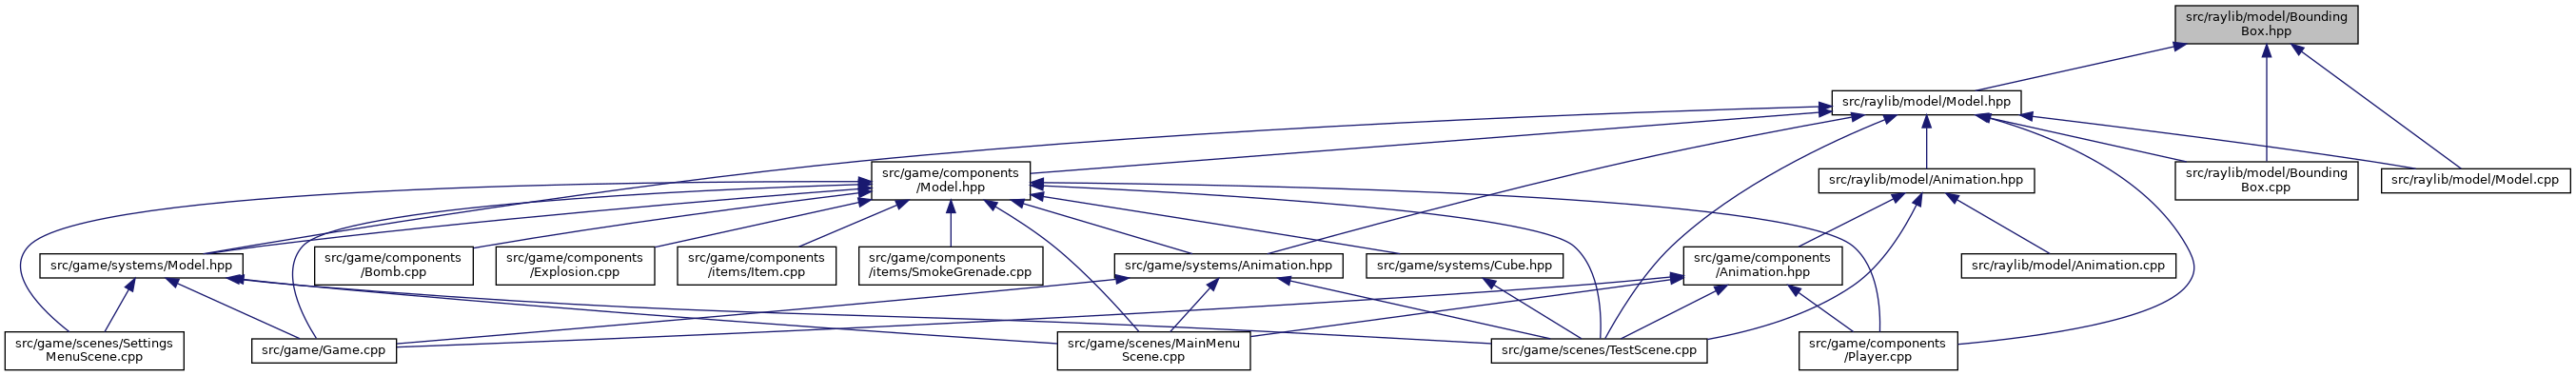 src/raylib/model/Bounding
Box.hpp
src/raylib/model/Model.hpp
src/game/components
/Model.hpp
src/raylib/model/Animation.hpp
src/raylib/model/Bounding
Box.cpp
src/raylib/model/Model.cpp
src/game/systems/Model.hpp
src/game/components
/Bomb.cpp
src/game/components
/Explosion.cpp
src/game/components
/items/Item.cpp
src/game/components
/items/SmokeGrenade.cpp
src/game/systems/Animation.hpp
src/game/systems/Cube.hpp
src/game/components
/Animation.hpp
src/raylib/model/Animation.cpp
src/game/scenes/Settings
MenuScene.cpp
src/game/Game.cpp
src/game/scenes/MainMenu
Scene.cpp
src/game/scenes/TestScene.cpp
src/game/components
/Player.cpp